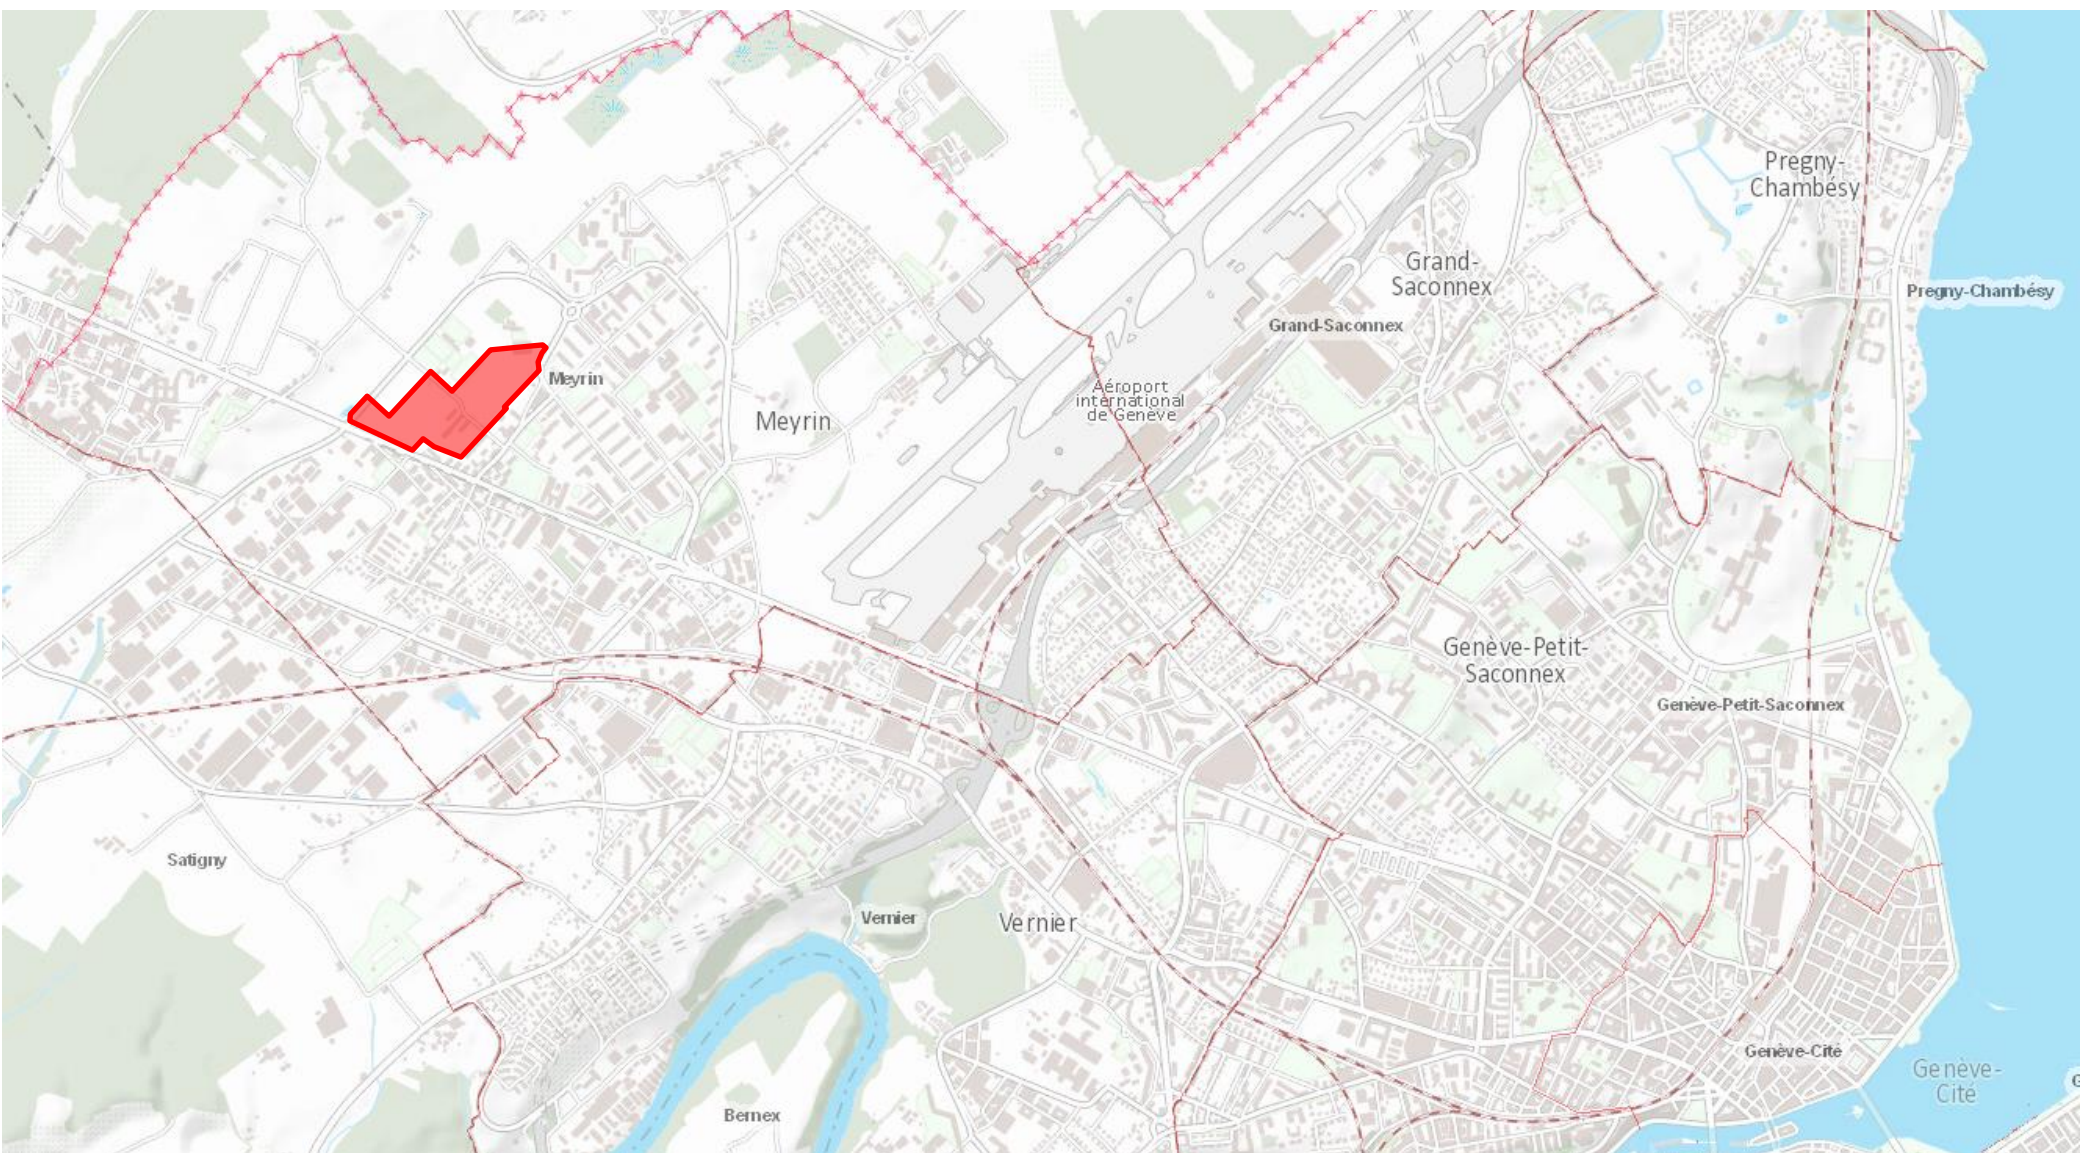 Pregny-
Chambésy
Grand-
Saconnex
Pregny-Chambésy
Grand-Saconnex
Meyrin
Aéroport
international
de Genève
Meyrin
Genève-Petit-
Saconnex
Genève-Petit-Saconnex
Satigny
Vernier
Vernier
Genève-Cité
Genève-
Cité
Bernex